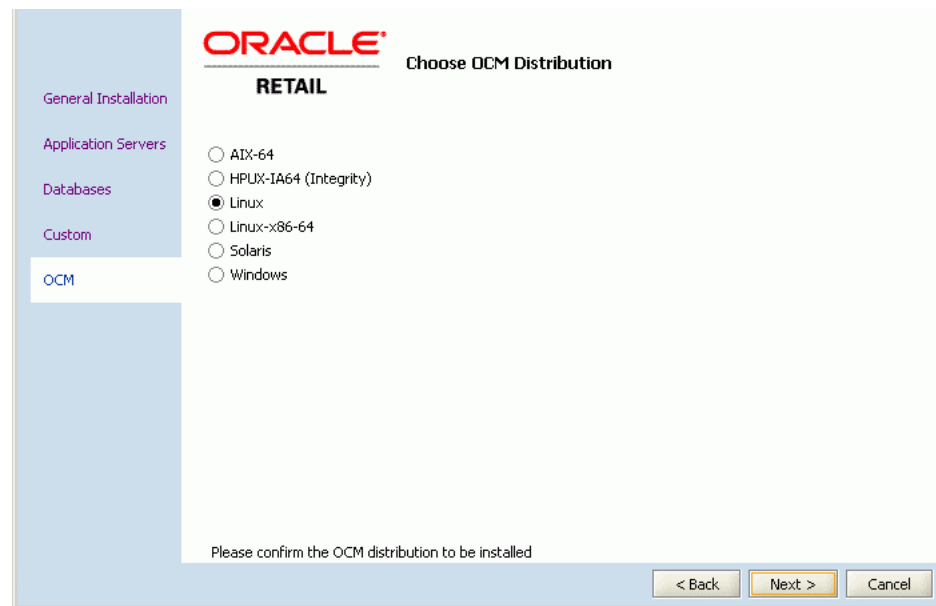 ORACLE
RETAIL
Choose OCM Distribution
General Installation
Application Servers
Databases
Custom
OCM
AIX-64
HPUX-IA64 (Integrity)
Linux
Linux-x86-64
Solaris
Windows
Please confirm the OCM distribution to be installed
< Back
Next >
Cancel